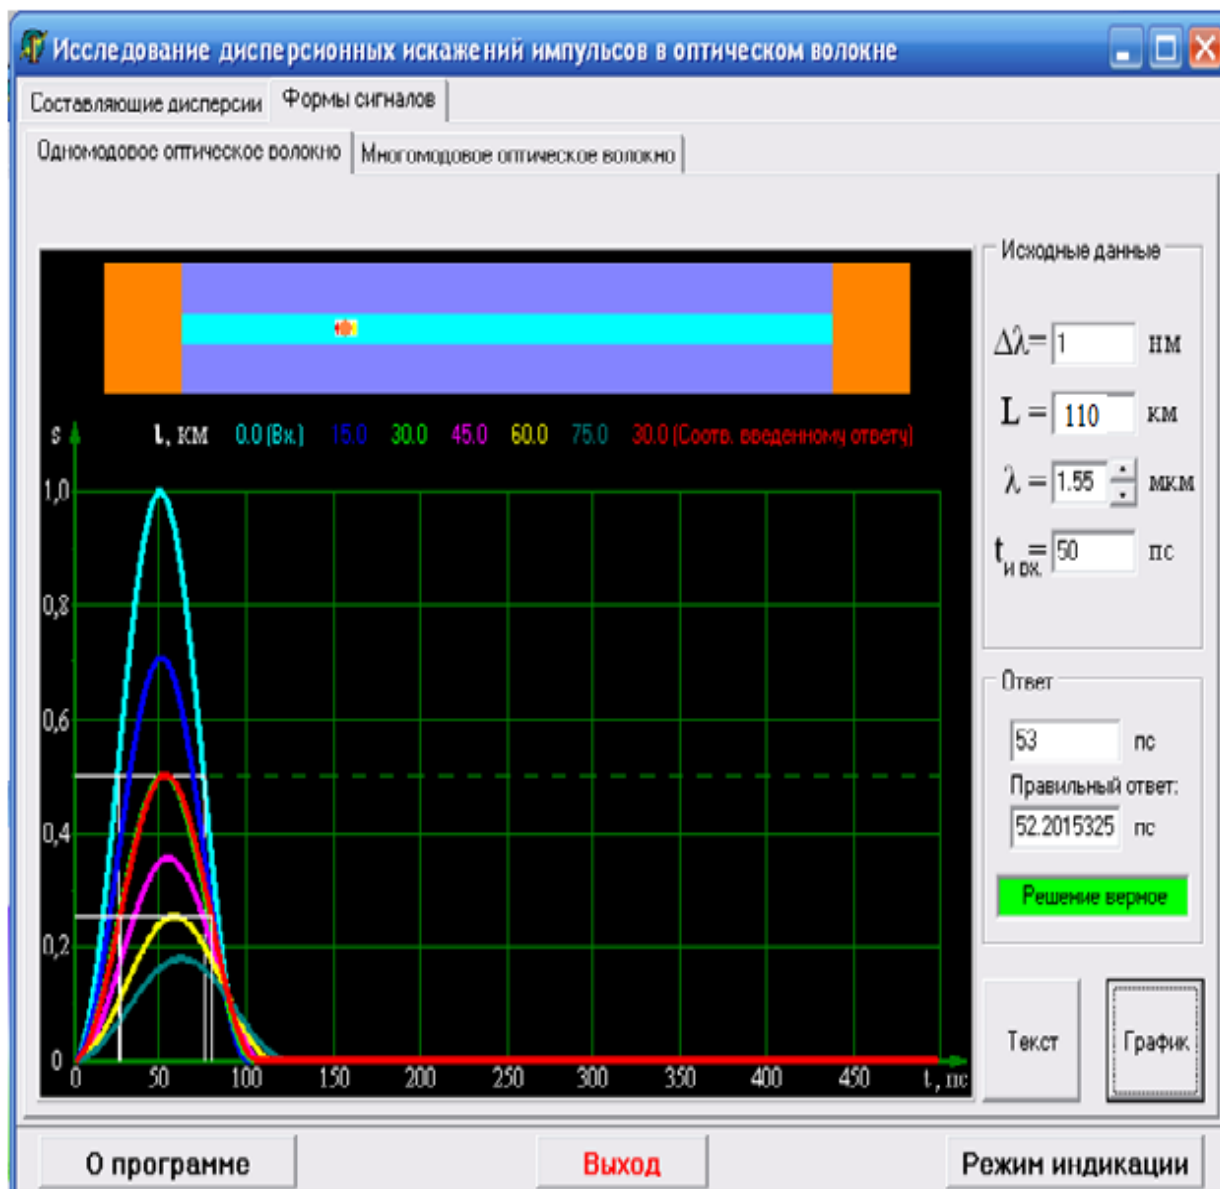 Исследование дисперсионных искажений импульсов в оптическом волокне
Составляющие дисперсии Формы сигналов
Одномодовое оптическое волокно Многомодовое оптическое волокно
Исходные данные
Δλ= 1 нм
L = 110 км
λ = 1.55 мкм
t и вх. = 50 пс
s l, км 0.0 (Вх.) 15.0 30.0 45.0 60.0 75.0 30.0 (Соотв. введенному ответу)
1,0
0,8
0,6
0,4
0,2
0
0 50 100 150 200 250 300 350 400 450 t, пс
Ответ
53 пс
Правильный ответ:
52.2015325 пс
Решение верное
Текст График
О программе Выход Режим индикации